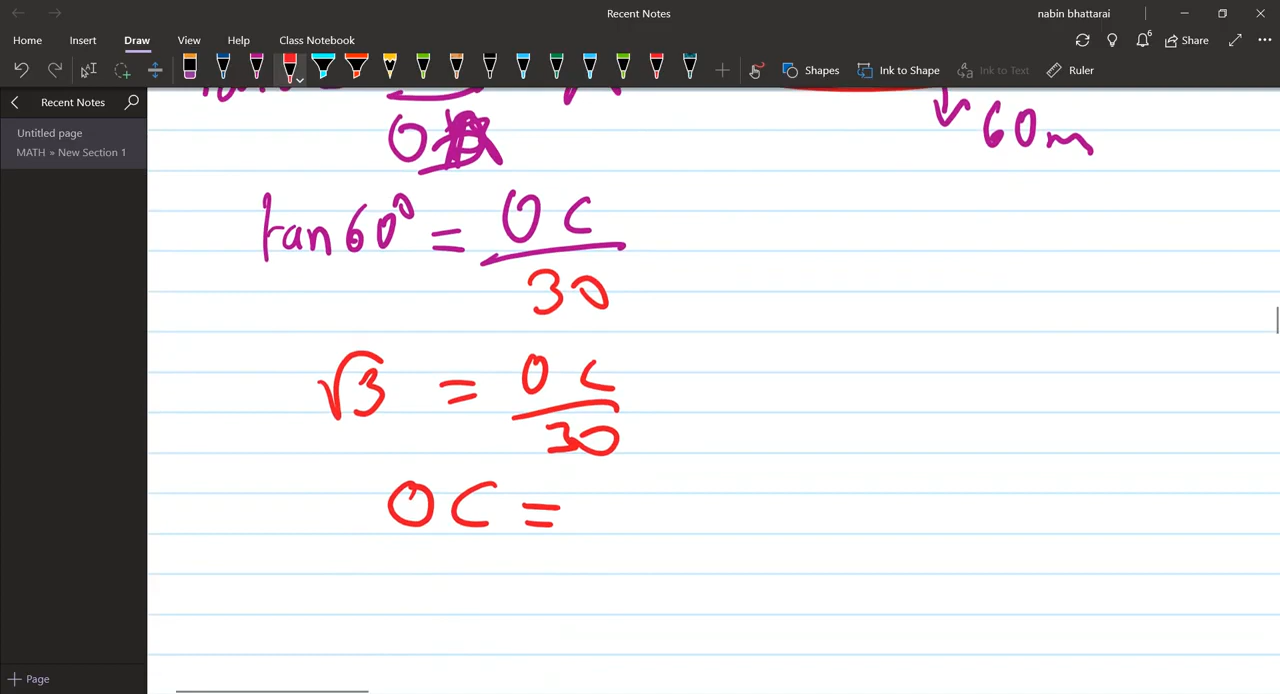 Recent Notes
nabin bhattarai
Home Insert Draw View Help Class Notebook
Share
Shapes Ink to Shape Ink to Text Ruler
Recent Notes
Untitled page
MATH » New Section 1
60m
tan 60° = OC
30
√3 = OC
30
OC =
Page